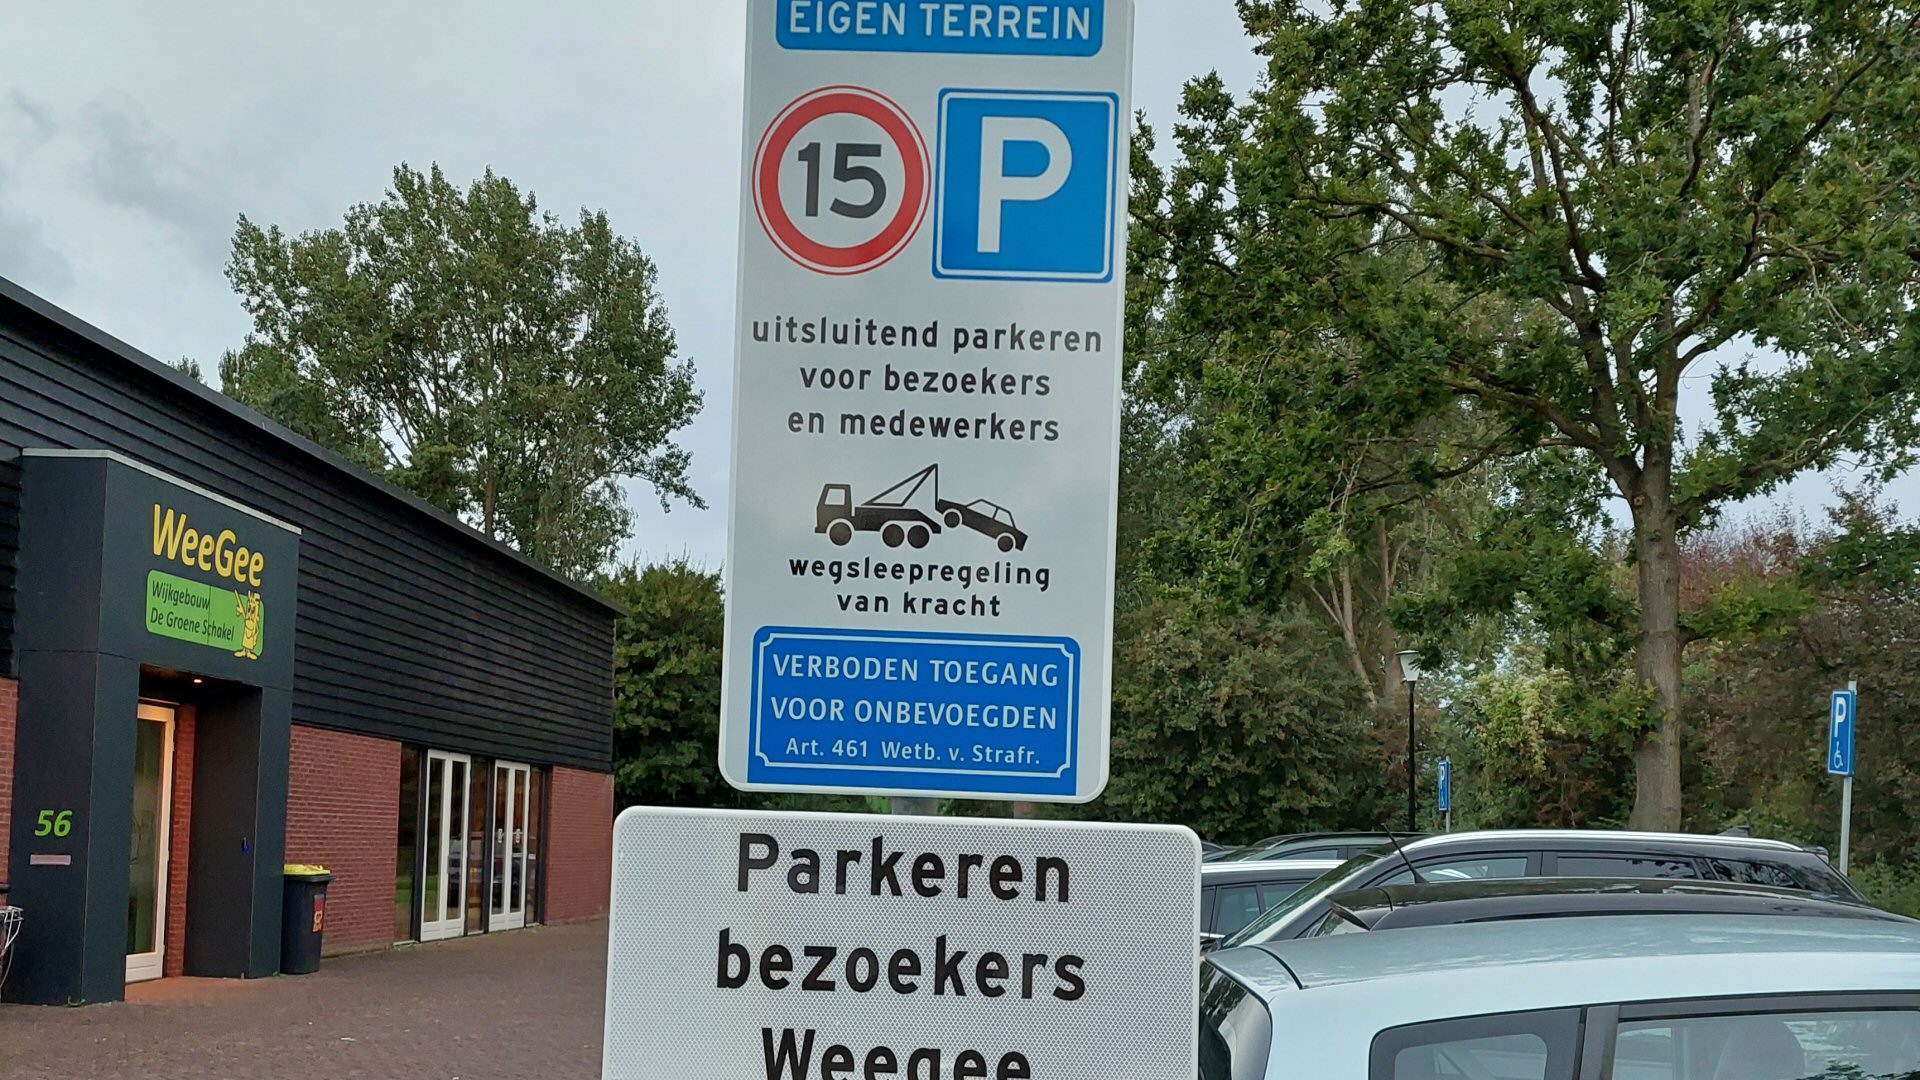 EIGEN TERREIN
15 P
uitsluitend parkeren
voor bezoekers
en medewerkers
wegsleepregeling
van kracht
VERBODEN TOEGANG
VOOR ONBEVOEGDEN
Art. 461 Wetb. v. Strafr.
Parkeren
bezoekers
Weegee
WeeGee
Wijkgebouw
De Groene Schakel
56
P